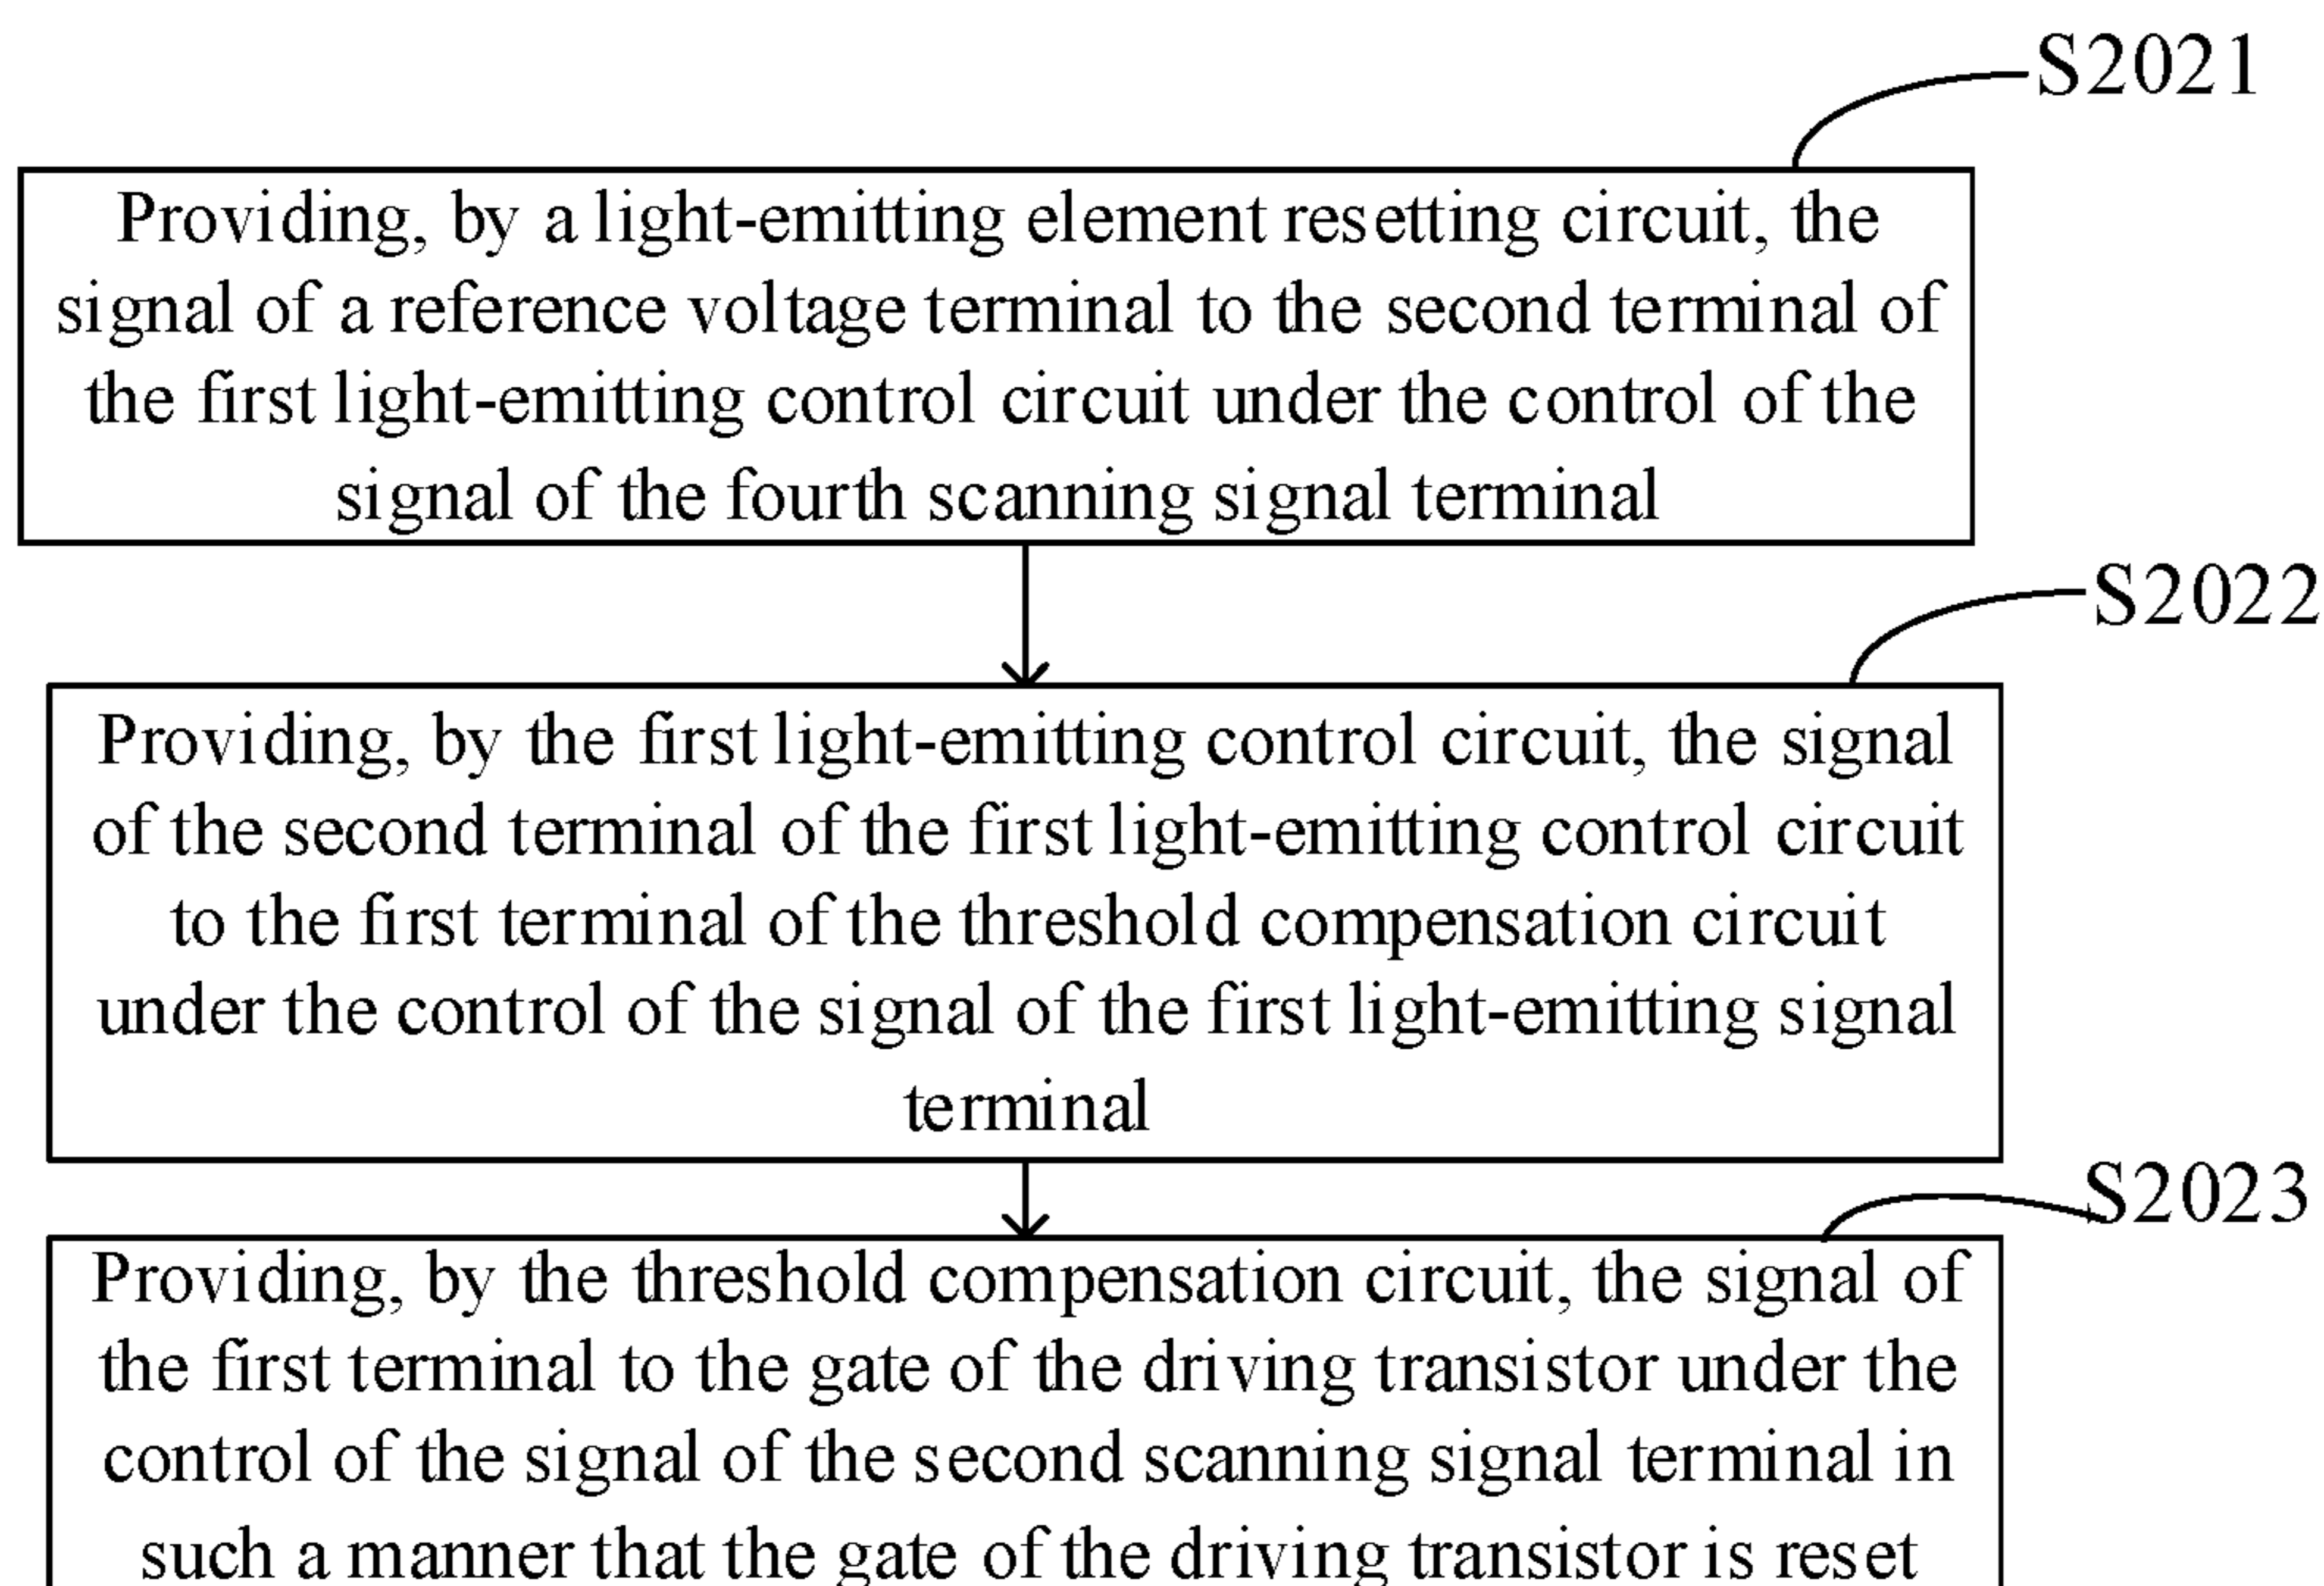 S2021
Providing, by a light-emitting element resetting circuit, the
signal of a reference voltage terminal to the second terminal of
the first light-emitting control circuit under the control of the
signal of the fourth scanning signal terminal
S2022
Providing, by the first light-emitting control circuit, the signal
of the second terminal of the first light-emitting control circuit
to the first terminal of the threshold compensation circuit
under the control of the signal of the first light-emitting signal
terminal
S2023
Providing, by the threshold compensation circuit, the signal of
the first terminal to the gate of the driving transistor under the
control of the signal of the second scanning signal terminal in
such a manner that the gate of the driving transistor is reset